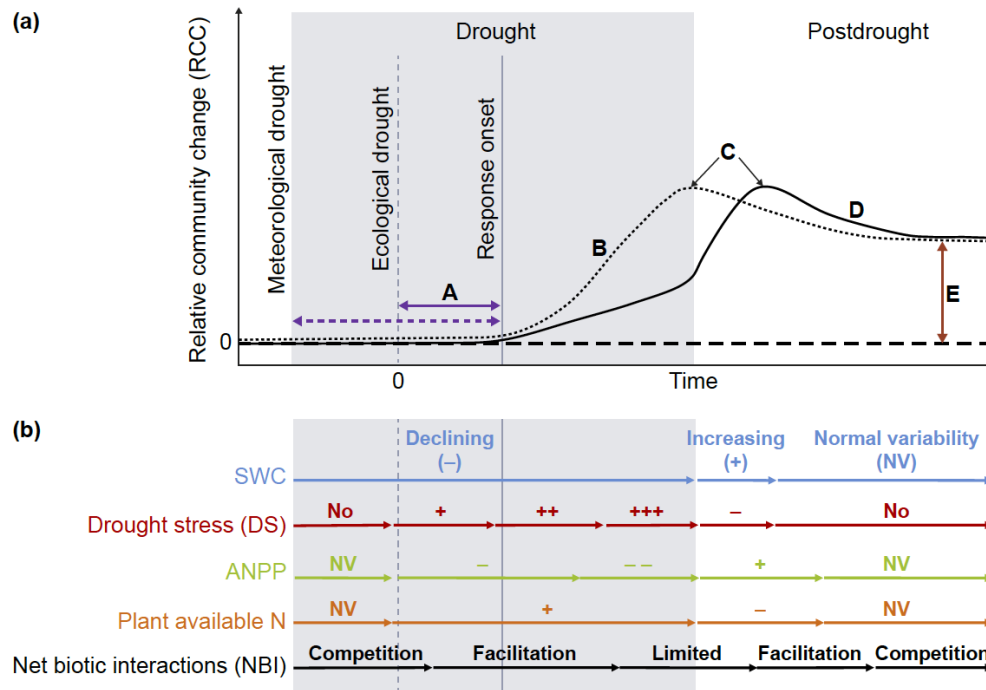 (a)
Drought
Postdrought
Relative community change (RCC)
Meteorological drought
Ecological drought
Response onset
C
B
D
A
E
0
0
Time
(b)
Declining
(–)
Increasing
(+)
Normal variability
(NV)
SWC
Drought stress (DS)
No
+
++
+++
–
No
ANPP
NV
–
– –
+
NV
Plant available N
NV
+
–
NV
Net biotic interactions (NBI)
Competition
Facilitation
Limited
Facilitation
Competition